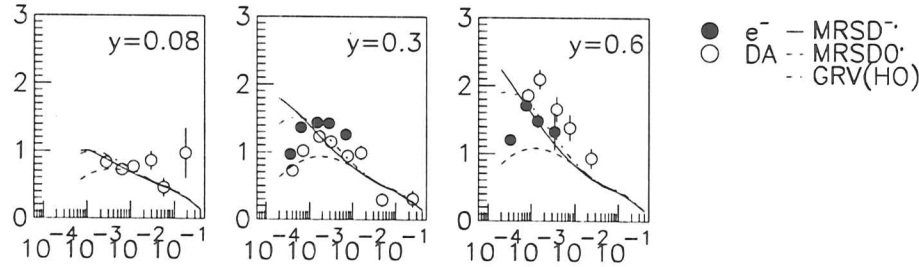 3
2
1
0
y=0.08
10⁻⁴ 10⁻³ 10⁻² 10⁻¹
3
2
1
0
y=0.3
10⁻⁴ 10⁻³ 10⁻² 10⁻¹
3
2
1
0
y=0.6
10⁻⁴ 10⁻³ 10⁻² 10⁻¹
● e⁻ — MRSD⁻'
○ DA - - MRSD0'
-·- GRV(HO)